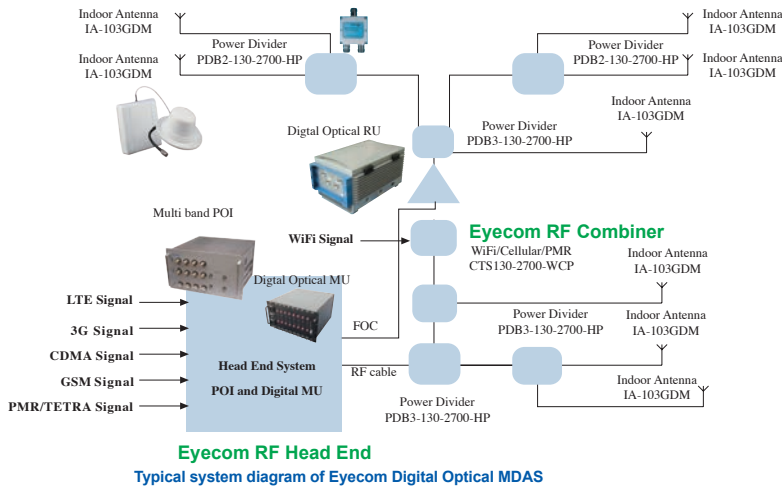 Indoor Antenna
IA-103GDM
Power Divider
PDB2-130-2700-HP
Indoor Antenna
IA-103GDM
Indoor Antenna
IA-103GDM
Power Divider
PDB2-130-2700-HP
Indoor Antenna
IA-103GDM
Indoor Antenna
IA-103GDM
Power Divider
PDB3-130-2700-HP
Digtal Optical RU
Multi band POI
WiFi Signal
Eyecom RF Combiner
WiFi/Cellular/PMR
CTS130-2700-WCP
Indoor Antenna
IA-103GDM
Digtal Optical MU
LTE Signal
3G Signal
CDMA Signal
GSM Signal
PMR/TETRA Signal
Head End System
POI and Digital MU
FOC
RF cable
Power Divider
PDB3-130-2700-HP
Indoor Antenna
IA-103GDM
Indoor Antenna
IA-103GDM
Power Divider
PDB3-130-2700-HP
Eyecom RF Head End
Typical system diagram of Eyecom Digital Optical MDAS